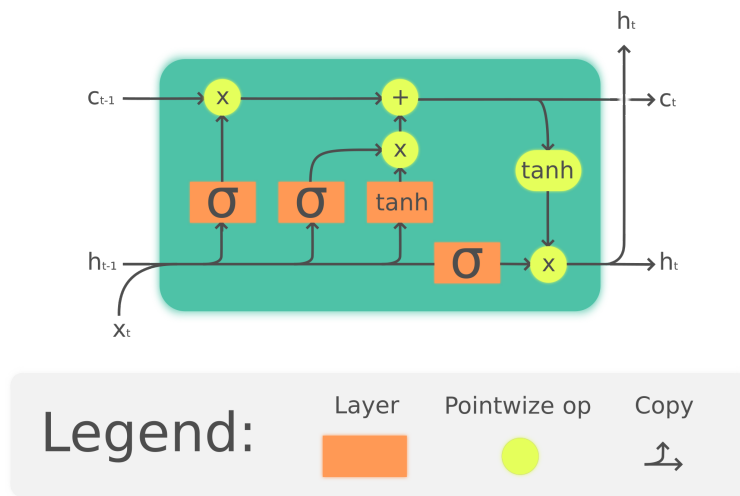 ht
ct-1
x
+
ct
x
tanh
σ
σ
tanh
ht-1
σ
x
ht
xt
Legend:
Layer
Pointwize op
Copy